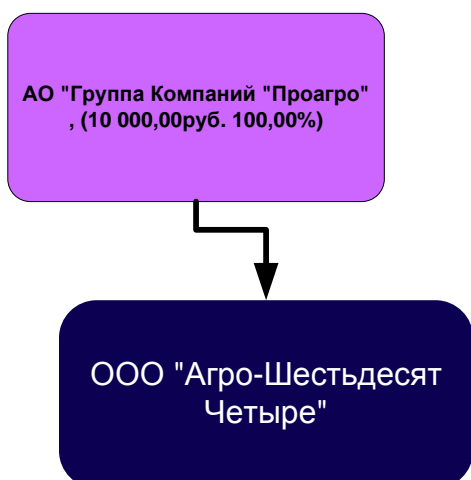 АО "Группа Компаний "Проагро"
, (10 000,00руб. 100,00%)
ООО "Агро-Шестьдесят
Четыре"